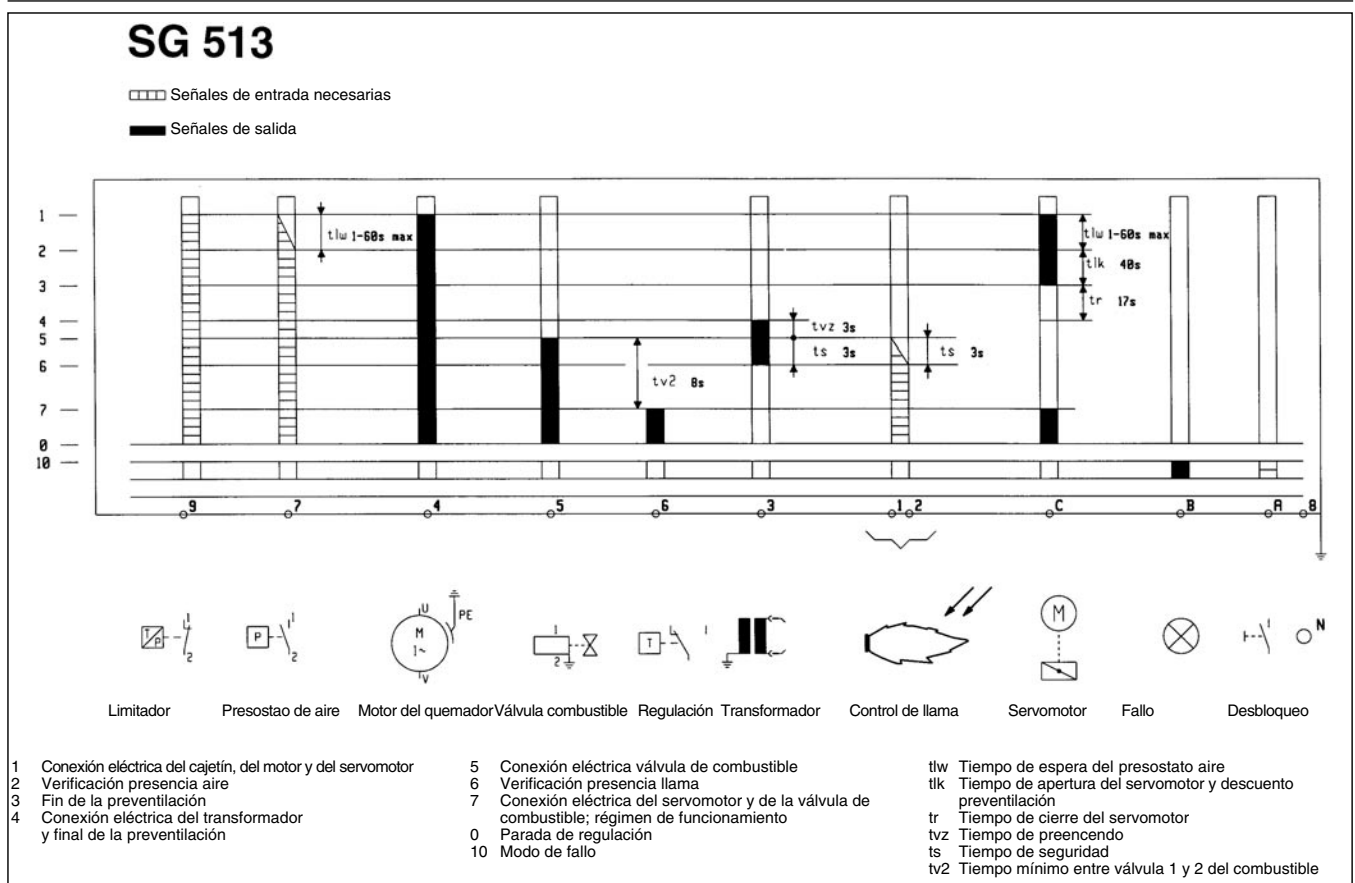 SG 513
Señales de entrada necesarias
Señales de salida
1
2
3
4
5
6
7
0
10
tlw 1-60s max
tvz 3s
ts 3s
tv2 8s
ts 3s
tlw 1-60s max
tlk 40s
tr 17s
9 7 4 5 6 3 1 2 C B A 8
T/P 1 2
P 1 2
U M 1~ V PE
1 2
T 1
M
N
Limitador Presostao de aire Motor del quemador Válvula combustible Regulación Transformador Control de llama Servomotor Fallo Desbloqueo
1 Conexión eléctrica del cajetín, del motor y del servomotor
2 Verificación presencia aire
3 Fin de la preventilación
4 Conexión eléctrica del transformador
y final de la preventilación
5 Conexión eléctrica válvula de combustible
6 Verificación presencia llama
7 Conexión eléctrica del servomotor y de la válvula de
combustible; régimen de funcionamiento
0 Parada de regulación
10 Modo de fallo
tlw Tiempo de espera del presostato aire
tlk Tiempo de apertura del servomotor y descuento
preventilación
tr Tiempo de cierre del servomotor
tvz Tiempo de preencendo
ts Tiempo de seguridad
tv2 Tiempo mínimo entre válvula 1 y 2 del combustible